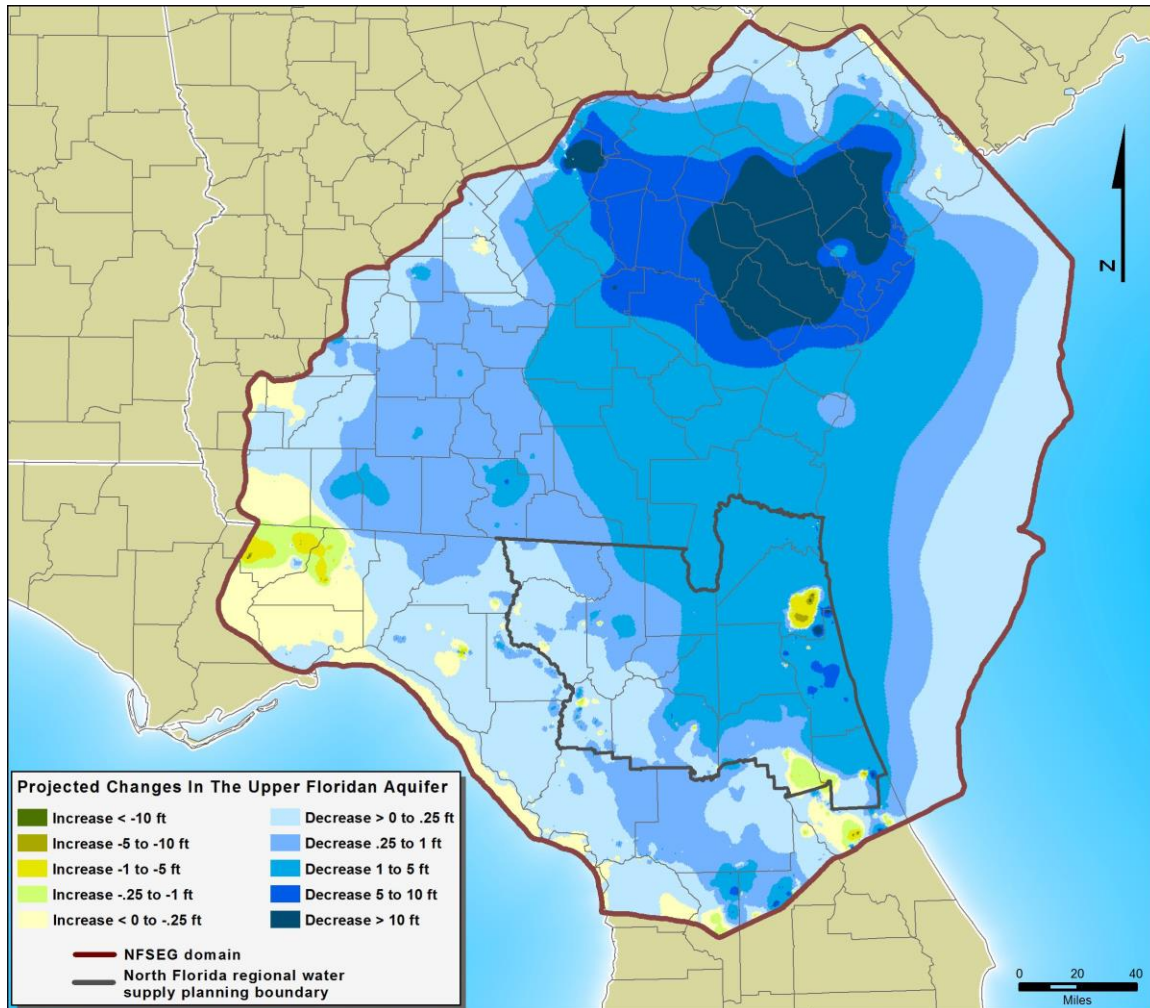 N
Projected Changes In The Upper Floridan Aquifer
Increase < -10 ft
Increase -5 to -10 ft
Increase -1 to -5 ft
Increase -.25 to -1 ft
Increase < 0 to -.25 ft
Decrease > 0 to .25 ft
Decrease .25 to 1 ft
Decrease 1 to 5 ft
Decrease 5 to 10 ft
Decrease > 10 ft
NFSEG domain
North Florida regional water
supply planning boundary
0 20 40
Miles